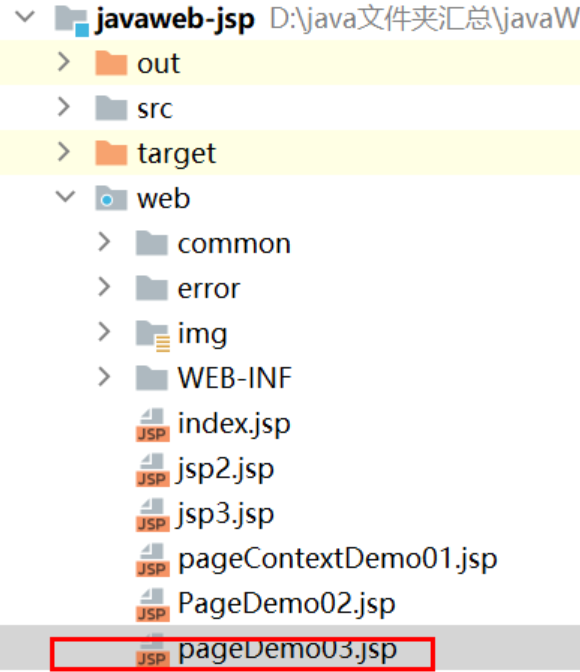 javaweb-jsp D:\java文件夹汇总\javaW
out
src
target
web
common
error
img
WEB-INF
JSP index.jsp
JSP jsp2.jsp
JSP jsp3.jsp
JSP pageContextDemo01.jsp
JSP PageDemo02.jsp
JSP pageDemo03.jsp